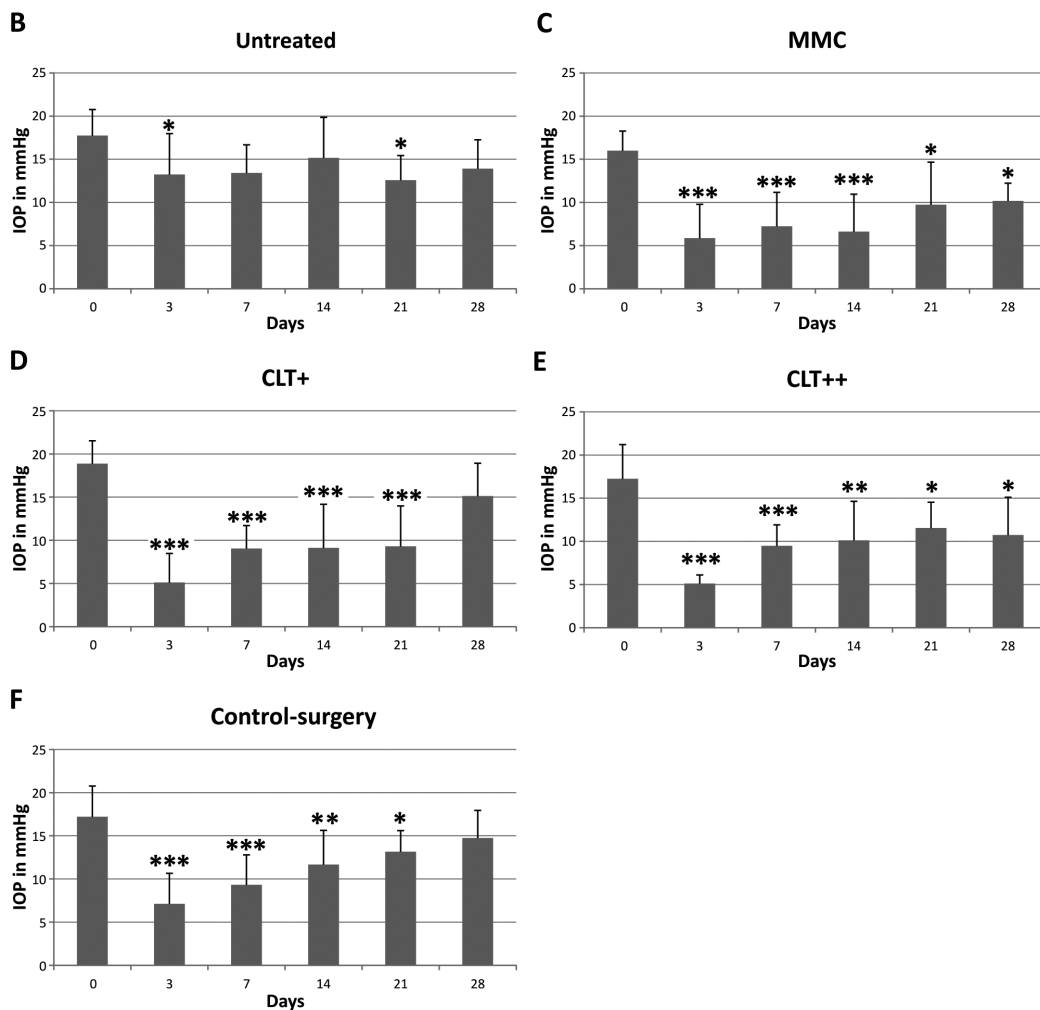 B
Untreated
IOP in mmHg
25
20
15
10
5
0
*
*
0 3 7 14 21 28
Days
C
MMC
IOP in mmHg
25
20
15
10
5
0
*** *** *** * *
0 3 7 14 21 28
Days
D
CLT+
IOP in mmHg
25
20
15
10
5
0
*** *** *** ***
0 3 7 14 21 28
Days
E
CLT++
IOP in mmHg
25
20
15
10
5
0
*** *** ** * *
0 3 7 14 21 28
Days
F
Control-surgery
IOP in mmHg
25
20
15
10
5
0
*** *** ** *
0 3 7 14 21 28
Days